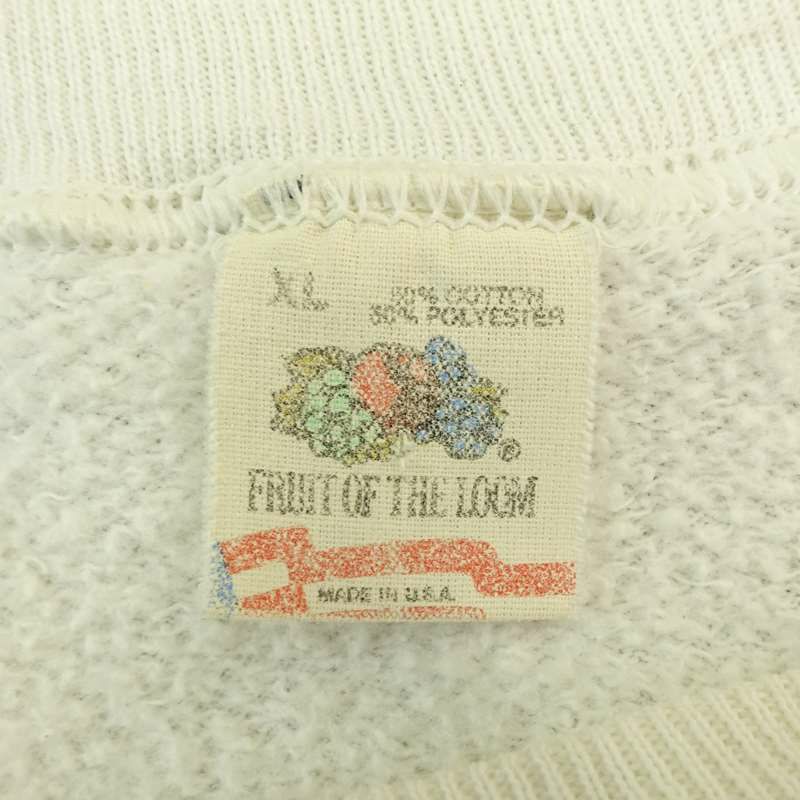 XL
50% COTTON
50% POLYESTER
®
FRUIT OF THE LOOM
MADE IN U.S.A.